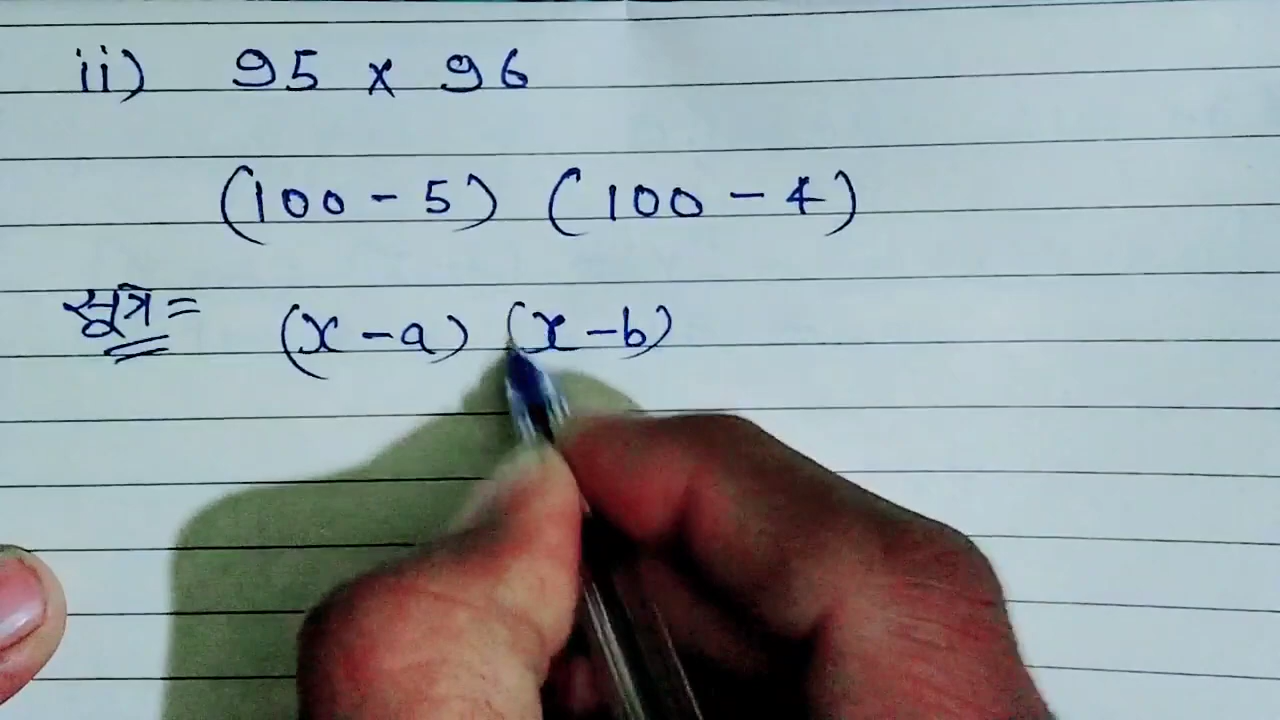 ii) 95 x 96
(100 - 5) (100 - 4)
सूत्र = (x - a) (x - b)